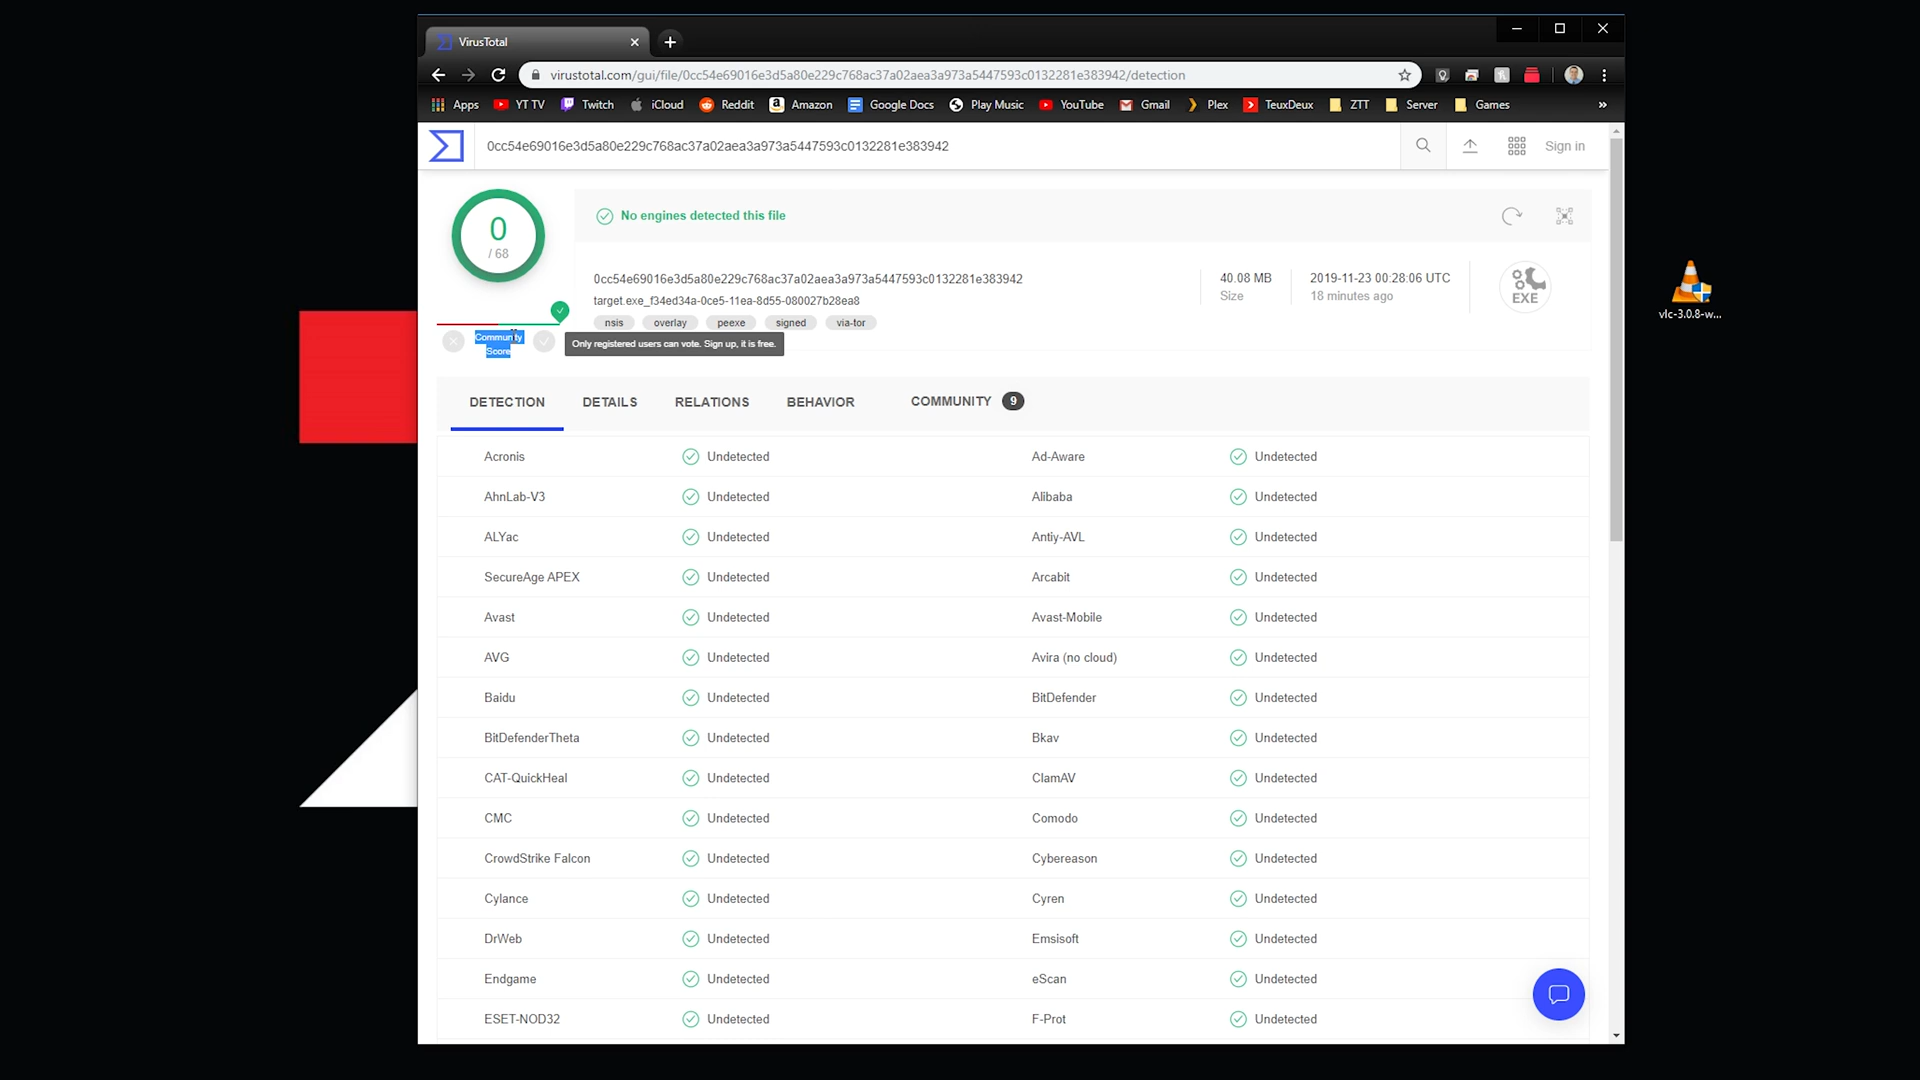 VirusTotal
virustotal.com/gui/file/0cc54e69016e3d5a80e229c768ac37a02aea3a973a5447593c0132281e383942/detection
Apps YT TV Twitch iCloud Reddit Amazon Google Docs Play Music YouTube Gmail Plex TeuxDeux ZTT Server Games »
0cc54e69016e3d5a80e229c768ac37a02aea3a973a5447593c0132281e383942
Sign in
0
/ 68
No engines detected this file
0cc54e69016e3d5a80e229c768ac37a02aea3a973a5447593c0132281e383942
target.exe_f34ed34a-0ce5-11ea-8d55-080027b28ea8
nsis overlay peexe signed via-tor
40.08 MB
Size
2019-11-23 00:28:06 UTC
18 minutes ago
EXE
Community
Score
Only registered users can vote. Sign up, it is free.
vlc-3.0.8-w...
DETECTION DETAILS RELATIONS BEHAVIOR COMMUNITY 9
Acronis Undetected Ad-Aware Undetected
AhnLab-V3 Undetected Alibaba Undetected
ALYac Undetected Antiy-AVL Undetected
SecureAge APEX Undetected Arcabit Undetected
Avast Undetected Avast-Mobile Undetected
AVG Undetected Avira (no cloud) Undetected
Baidu Undetected BitDefender Undetected
BitDefenderTheta Undetected Bkav Undetected
CAT-QuickHeal Undetected ClamAV Undetected
CMC Undetected Comodo Undetected
CrowdStrike Falcon Undetected Cybereason Undetected
Cylance Undetected Cyren Undetected
DrWeb Undetected Emsisoft Undetected
Endgame Undetected eScan Undetected
ESET-NOD32 Undetected F-Prot Undetected